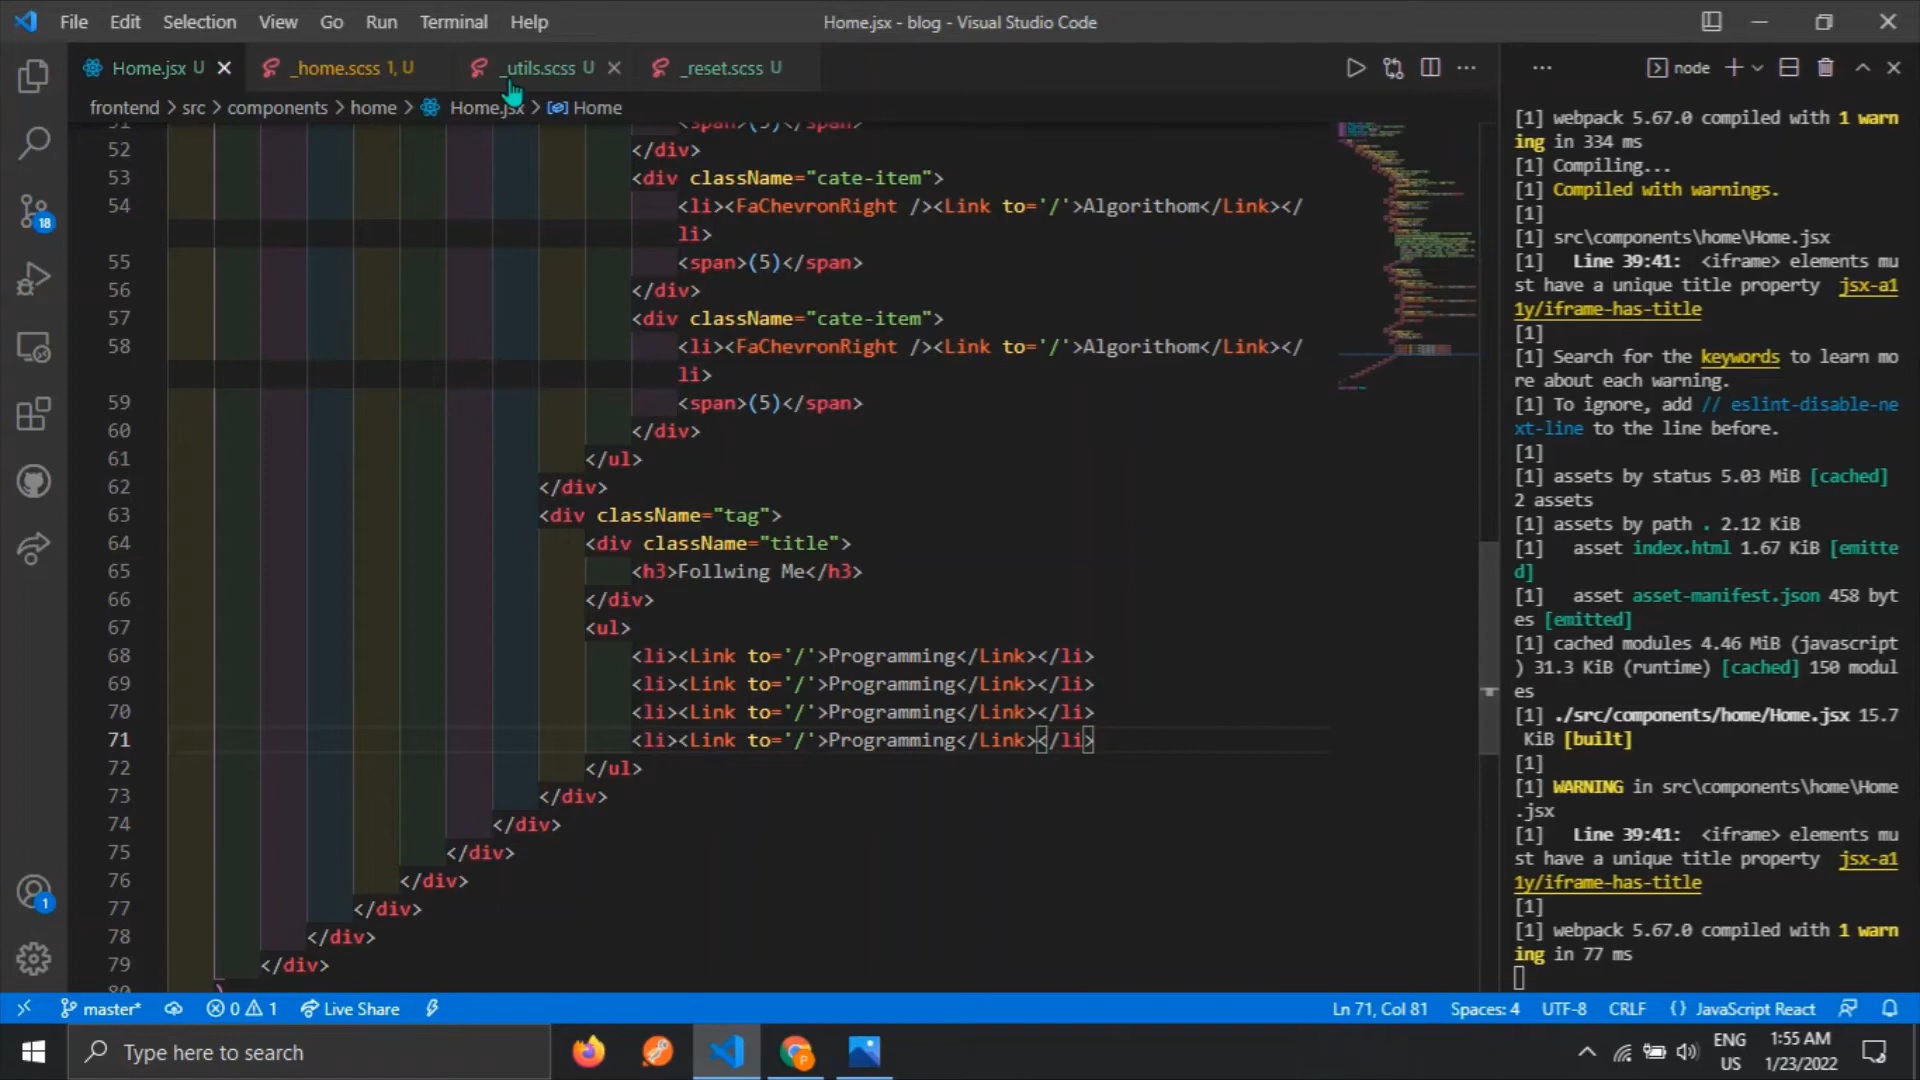 File Edit Selection View Go Run Terminal Help
Home.jsx - blog - Visual Studio Code
Home.jsx U
_home.scss 1, U
_utils.scss U
_reset.scss U
frontend > src > components > home > Home.jsx > Home
51 <span>(5)</span>
52 </div>
53 <div className="cate-item">
54 <li><FaChevronRight /><Link to='/'>Algorithom</Link></
li>
55 <span>(5)</span>
56 </div>
57 <div className="cate-item">
58 <li><FaChevronRight /><Link to='/'>Algorithom</Link></
li>
59 <span>(5)</span>
60 </div>
61 </ul>
62 </div>
63 <div className="tag">
64 <div className="title">
65 <h3>Follwing Me</h3>
66 </div>
67 <ul>
68 <li><Link to='/'>Programming</Link></li>
69 <li><Link to='/'>Programming</Link></li>
70 <li><Link to='/'>Programming</Link></li>
71 <li><Link to='/'>Programming</Link></li>
72 </ul>
73 </div>
74 </div>
75 </div>
76 </div>
77 </div>
78 </div>
79 </div>
80 )
node
[1] webpack 5.67.0 compiled with 1 warn
ing in 334 ms
[1] Compiling...
[1] Compiled with warnings.
[1]
[1] src\components\home\Home.jsx
[1]   Line 39:41:  <iframe> elements mu
st have a unique title property  jsx-a1
1y/iframe-has-title
[1]
[1] Search for the keywords to learn mo
re about each warning.
[1] To ignore, add // eslint-disable-ne
xt-line to the line before.
[1]
[1] assets by status 5.03 MiB [cached]
2 assets
[1] assets by path . 2.12 KiB
[1]   asset index.html 1.67 KiB [emitte
d]
[1]   asset asset-manifest.json 458 byt
es [emitted]
[1] cached modules 4.46 MiB (javascript
) 31.3 KiB (runtime) [cached] 150 modul
es
[1] ./src/components/home/Home.jsx 15.7
KiB [built]
[1]
[1] WARNING in src\components\home\Home
.jsx
[1]   Line 39:41:  <iframe> elements mu
st have a unique title property  jsx-a1
1y/iframe-has-title
[1]
[1] webpack 5.67.0 compiled with 1 warn
ing in 77 ms
18
1
master* 0 1 Live Share
Ln 71, Col 81 Spaces: 4 UTF-8 CRLF {} JavaScript React
Type here to search
P
ENG
US
1:55 AM
1/23/2022